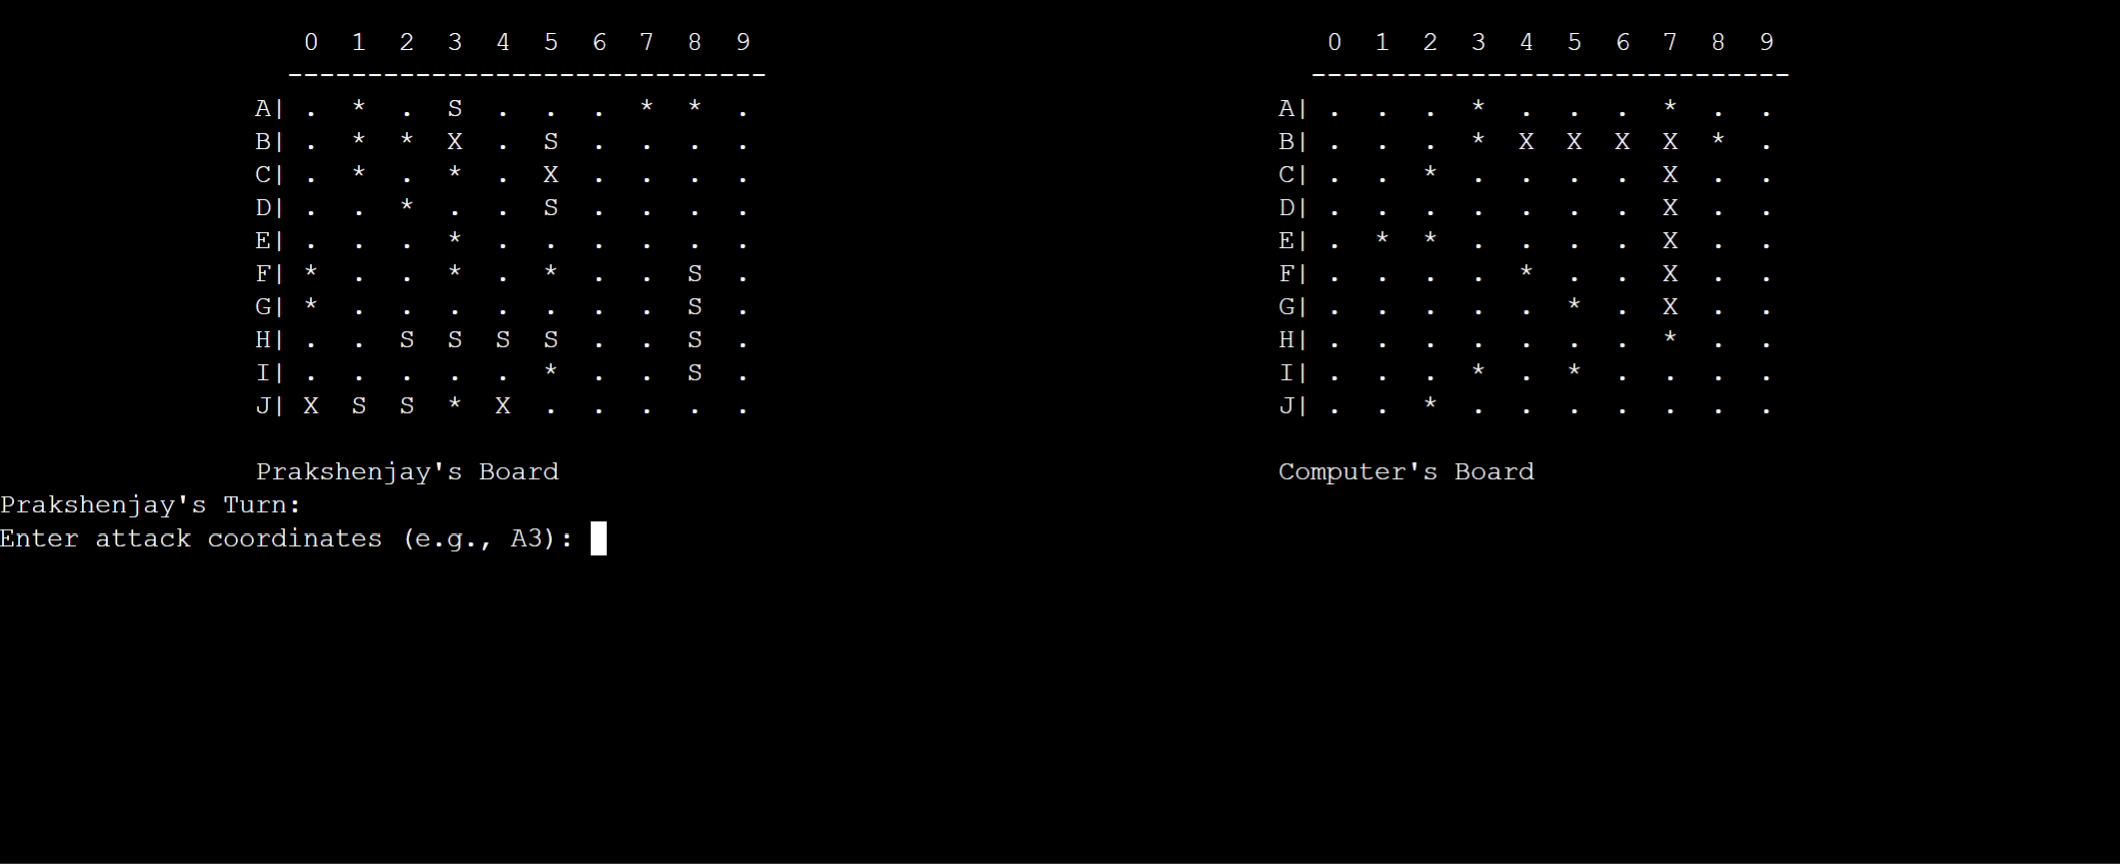 0 1 2 3 4 5 6 7 8 9 0 1 2 3 4 5 6 7 8 9
------------------------------ ------------------------------
A| . * . S . . . * * . A| . . . * . . . * . .
B| . * * X . S . . . . B| . . . * X X X X * .
C| . * . * . X . . . . C| . . * . . . . X . .
D| . . * . . S . . . . D| . . . . . . . X . .
E| . . . * . . . . . . E| . * * . . . . X . .
F| * . . * . * . . S . F| . . . . * . . X . .
G| * . . . . . . . S . G| . . . . . * . X . .
H| . . S S S S . . S . H| . . . . . . . * . .
I| . . . . . * . . S . I| . . . * . * . . . .
J| X S S * X . . . . . J| . . * . . . . . . .
Prakshenjay's Board Computer's Board
Prakshenjay's Turn:
Enter attack coordinates (e.g., A3):